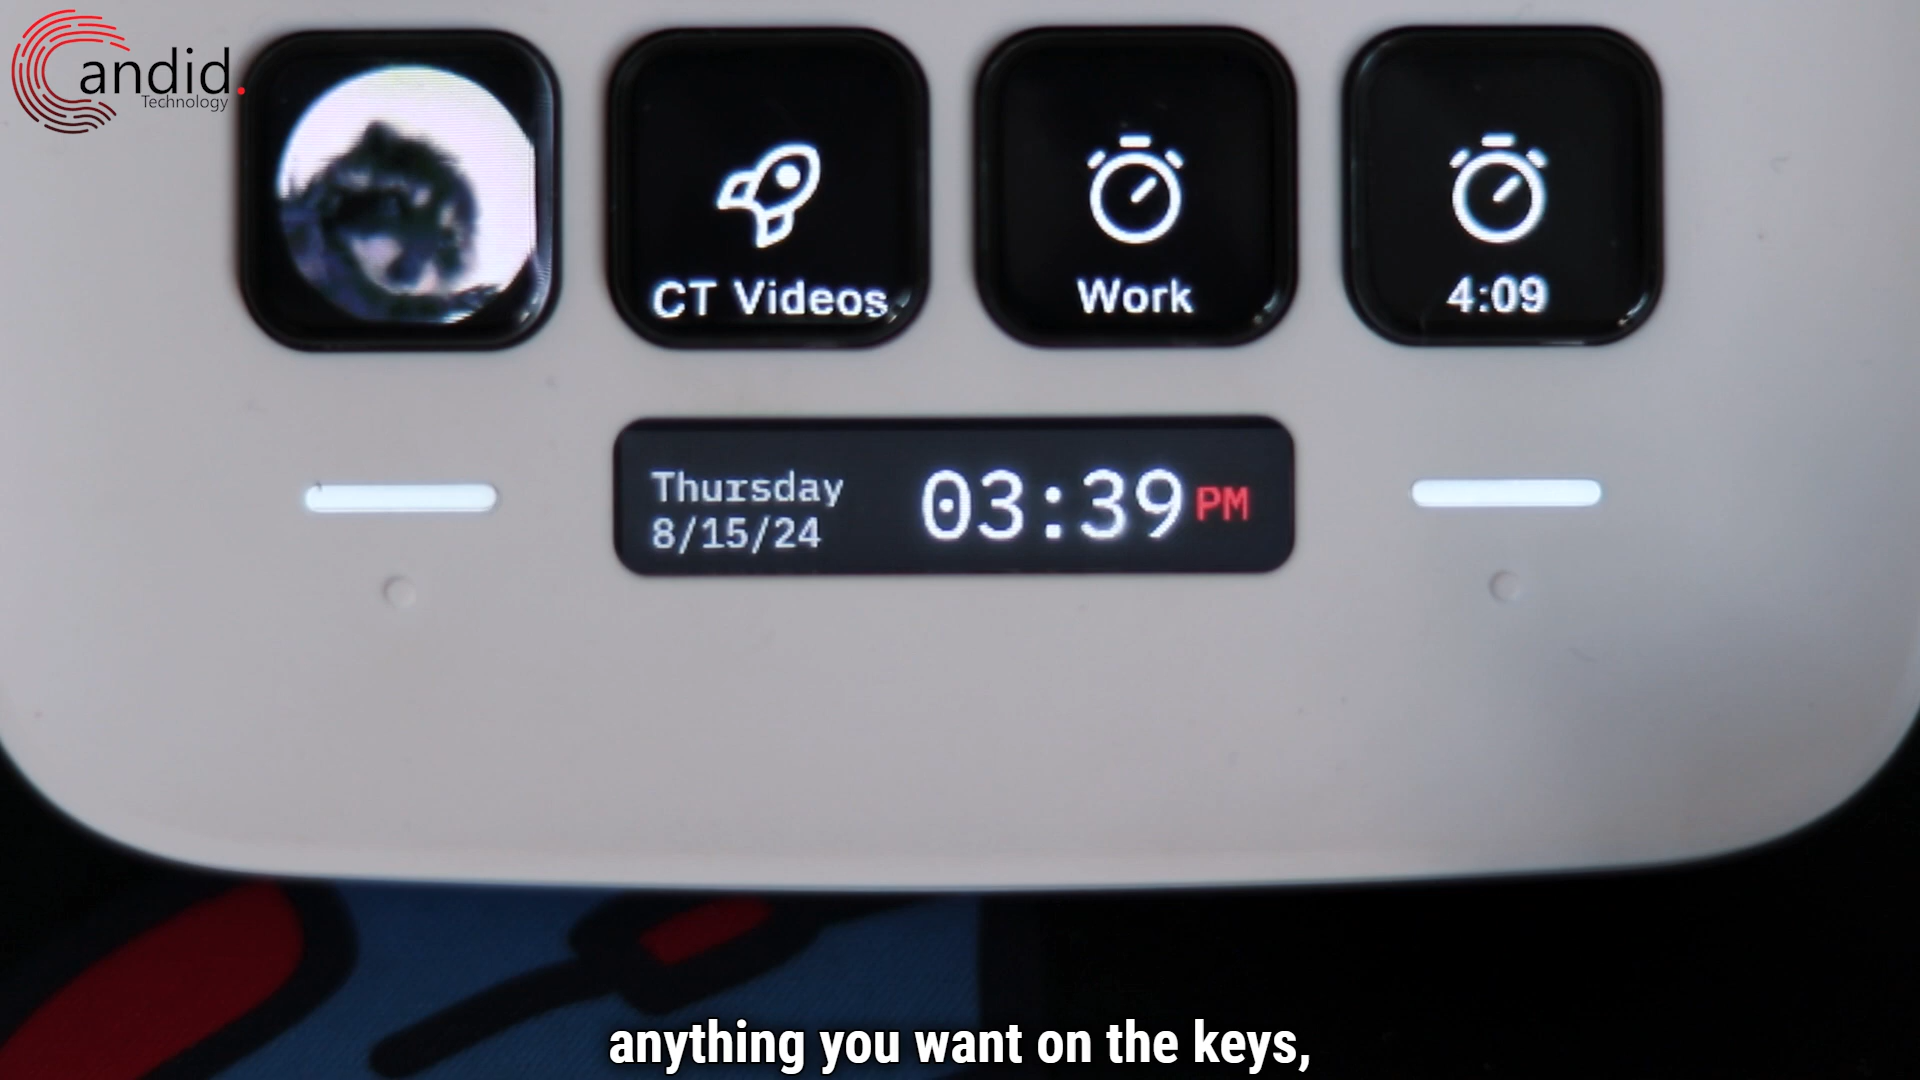 Candid.
Technology
CT Videos
Work
4:09
Thursday
8/15/24
03:39 PM
anything you want on the keys,